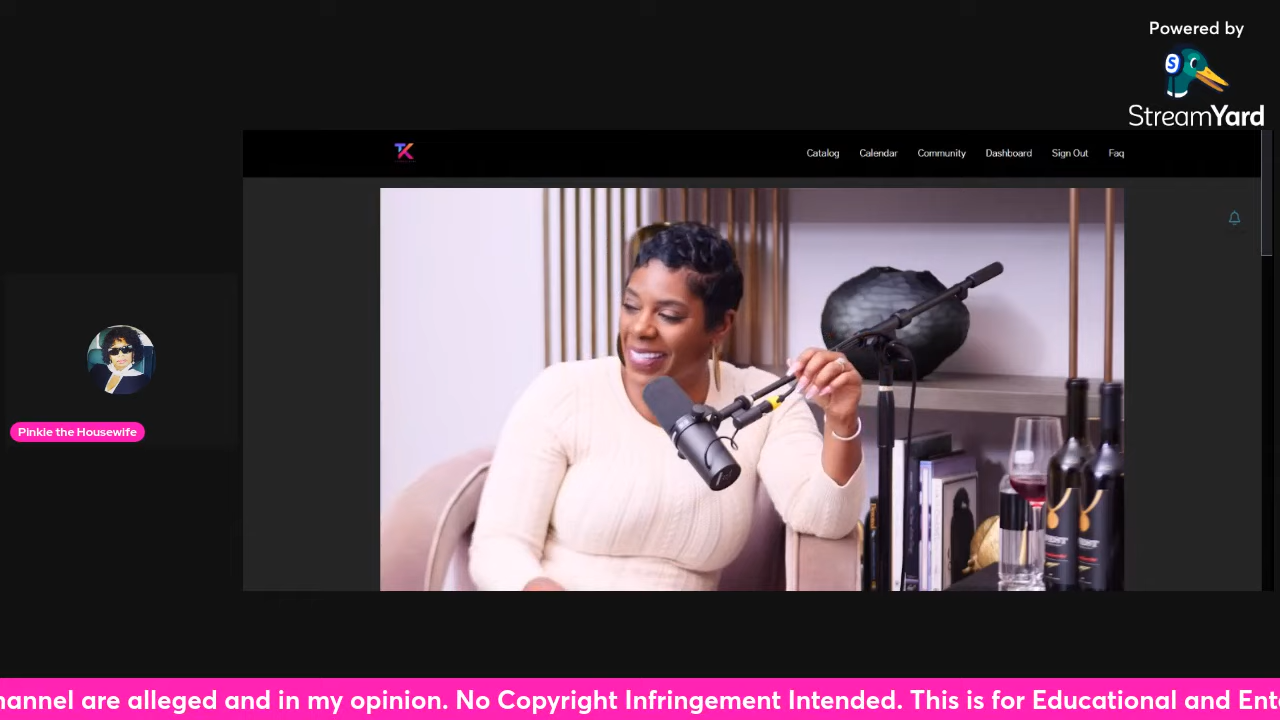 Powered by
StreamYard
TK
Catalog Calendar Community Dashboard Sign Out Faq
Pinkie the Housewife
hannel are alleged and in my opinion. No Copyright Infringement Intended. This is for Educational and Ent